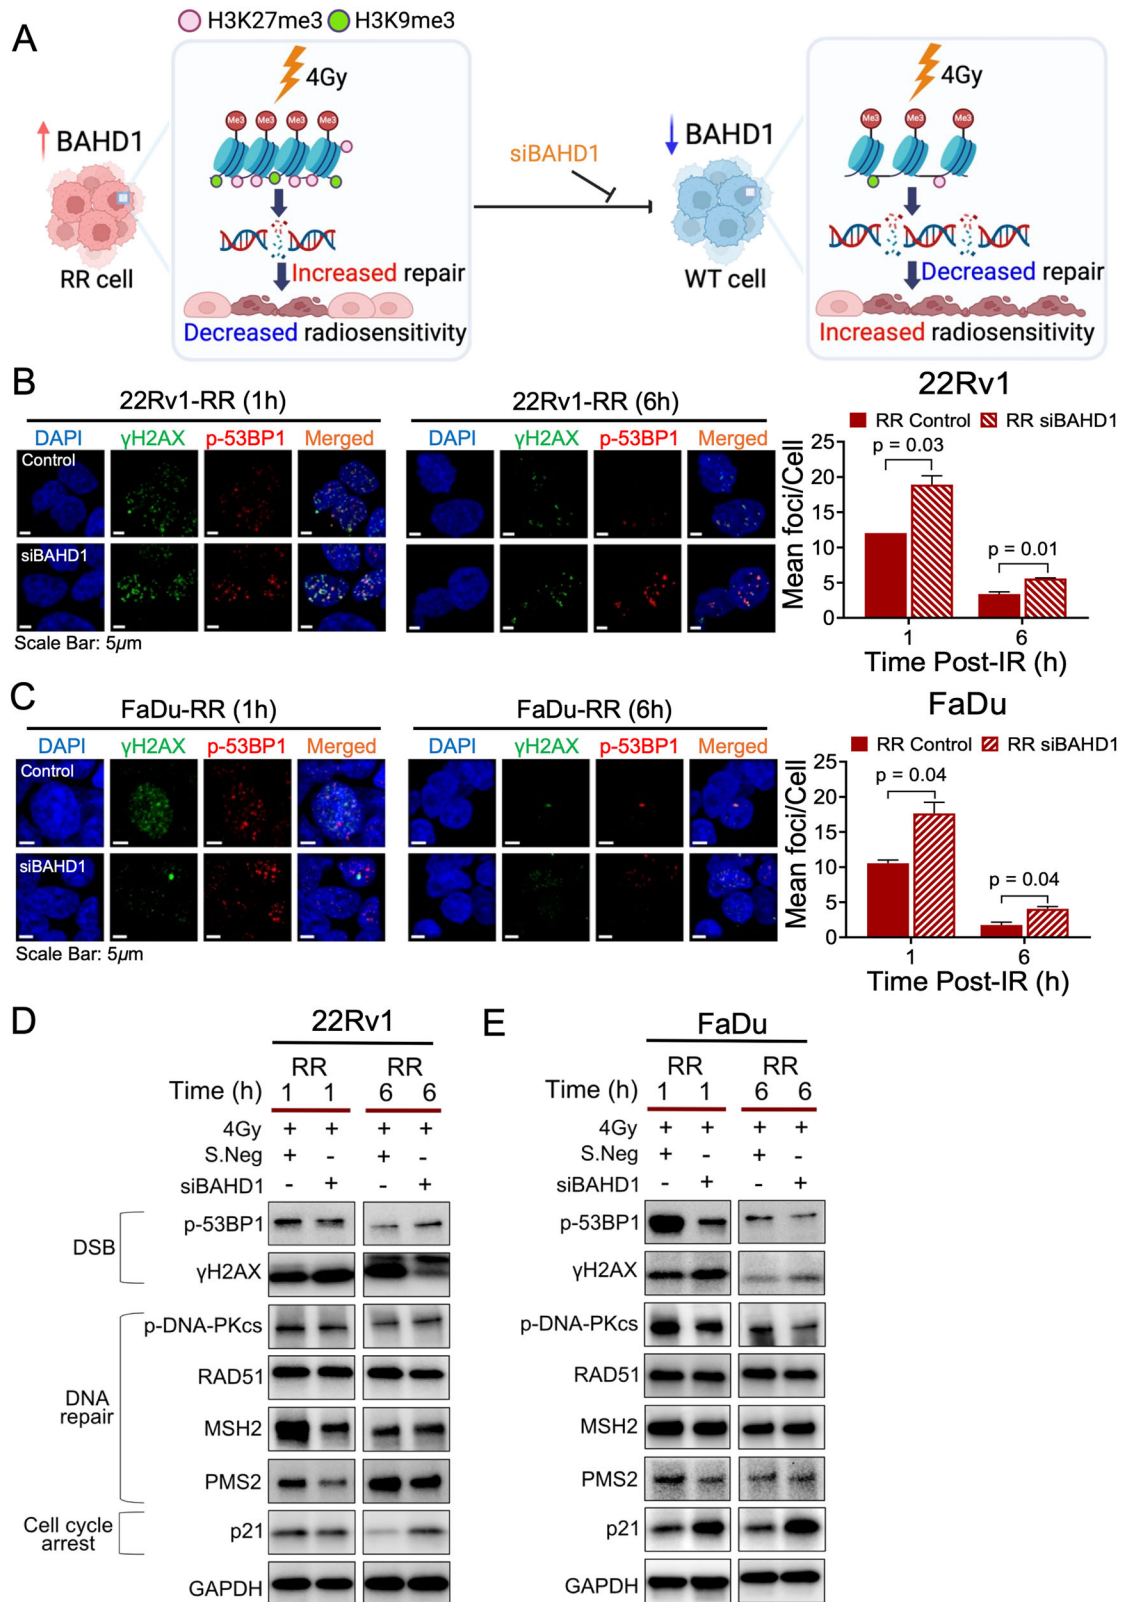 A
H3K27me3 H3K9me3
4Gy
Me3 Me3 Me3 Me3
BAHD1
RR cell
Increased repair
Decreased radiosensitivity
siBAHD1
BAHD1
WT cell
4Gy
Me3 Me3 Me3
Decreased repair
Increased radiosensitivity
B
22Rv1-RR (1h)
DAPI γH2AX p-53BP1 Merged
Control
siBAHD1
Scale Bar: 5µm
22Rv1-RR (6h)
DAPI γH2AX p-53BP1 Merged
22Rv1
RR Control RR siBAHD1
Mean foci/Cell
25
20
15
10
5
0
p = 0.03
p = 0.01
1 6
Time Post-IR (h)
C
FaDu-RR (1h)
DAPI γH2AX p-53BP1 Merged
Control
siBAHD1
Scale Bar: 5µm
FaDu-RR (6h)
DAPI γH2AX p-53BP1 Merged
FaDu
RR Control RR siBAHD1
Mean foci/Cell
25
20
15
10
5
0
p = 0.04
p = 0.04
1 6
Time Post-IR (h)
D
22Rv1
RR RR
Time (h) 1 1 6 6
4Gy + + + +
S.Neg + - + -
siBAHD1 - + - +
DSB
p-53BP1
γH2AX
DNA
repair
p-DNA-PKcs
RAD51
MSH2
PMS2
Cell cycle
arrest
p21
GAPDH
E
FaDu
RR RR
Time (h) 1 1 6 6
4Gy + + + +
S.Neg + - + -
siBAHD1 - + - +
p-53BP1
γH2AX
p-DNA-PKcs
RAD51
MSH2
PMS2
p21
GAPDH